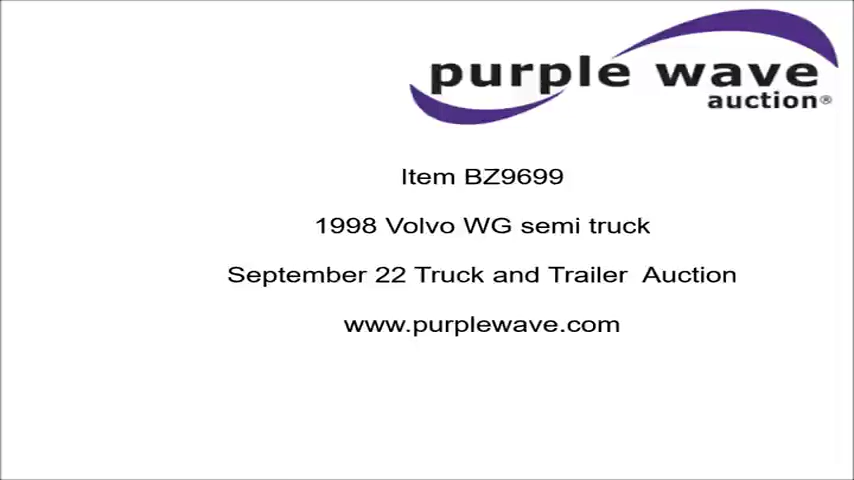 purple wave
auction®
Item BZ9699
1998 Volvo WG semi truck
September 22 Truck and Trailer  Auction
www.purplewave.com